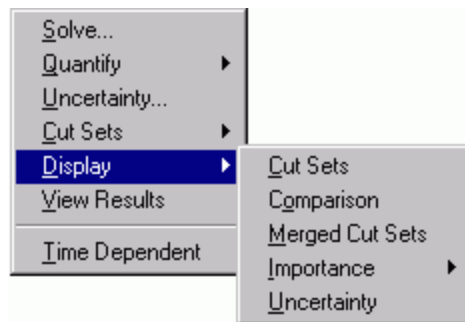 Solve...
Quantify
Uncertainty...
Cut Sets
Display
View Results
Time Dependent
Cut Sets
Comparison
Merged Cut Sets
Importance
Uncertainty